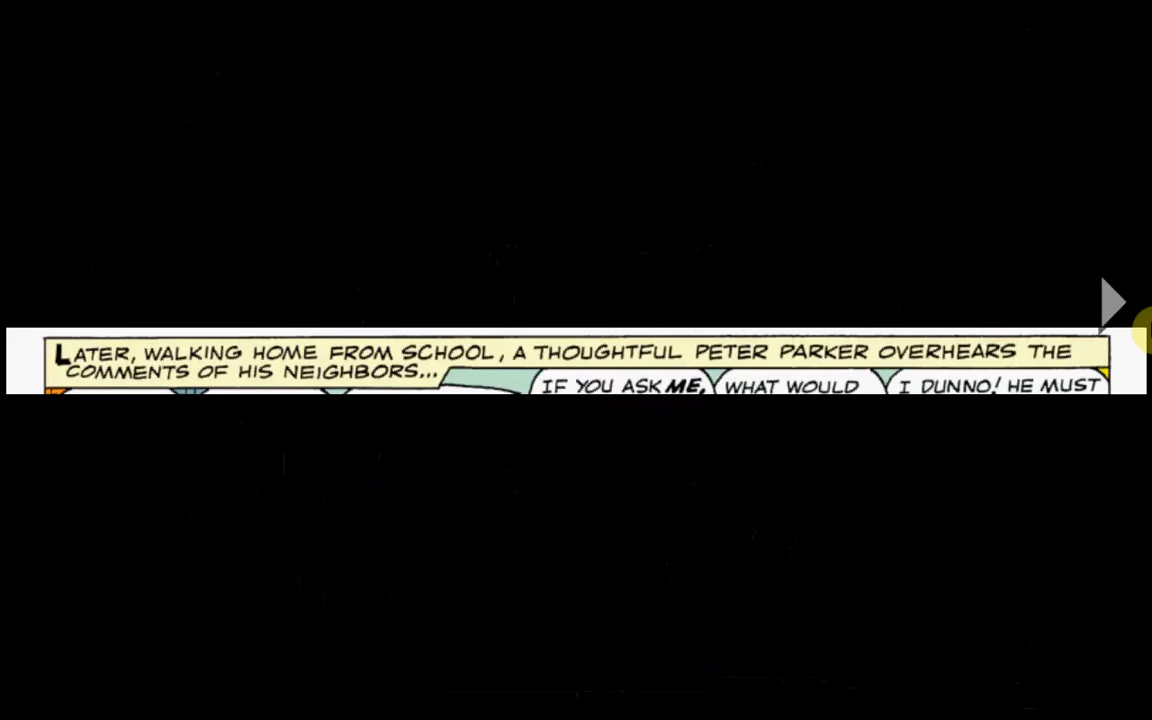 LATER, WALKING HOME FROM SCHOOL, A THOUGHTFUL PETER PARKER OVERHEARS THE
COMMENTS OF HIS NEIGHBORS...
IF YOU ASK ME,
WHAT WOULD
I DUNNO! HE MUST